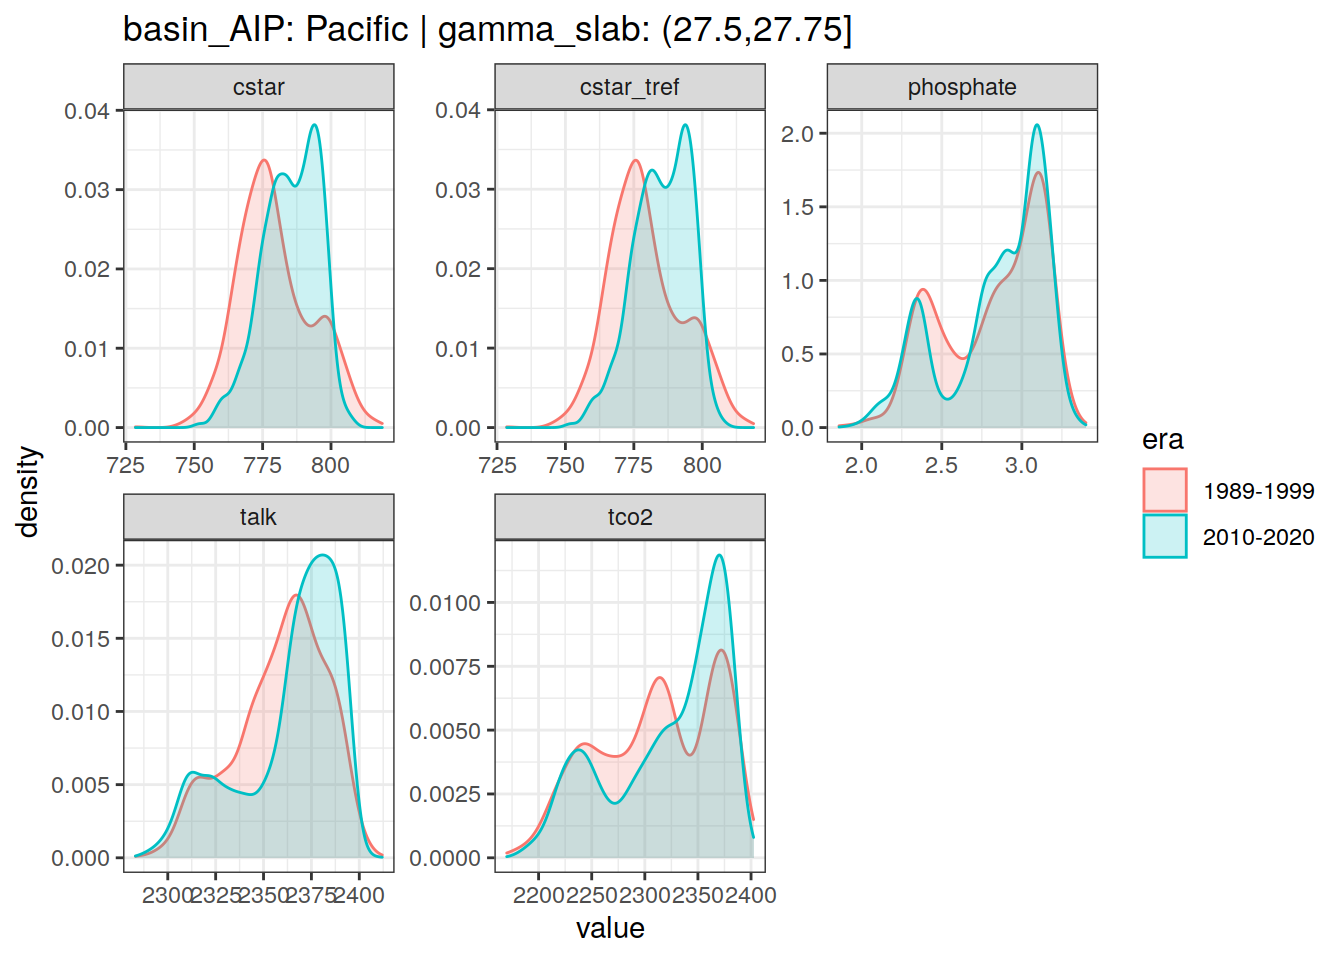 basin_AIP: Pacific | gamma_slab: (27.5,27.75]
cstar
cstar_tref
phosphate
0.04
0.03
0.02
0.01
0.00
725 750 775 800
0.04
0.03
0.02
0.01
0.00
725 750 775 800
2.0
1.5
1.0
0.5
0.0
2.0 2.5 3.0
talk
tco2
0.020
0.015
0.010
0.005
0.000
2300 2325 2350 2375 2400
0.0100
0.0075
0.0050
0.0025
0.0000
2200 2250 2300 2350 2400
density
value
era
1989-1999
2010-2020